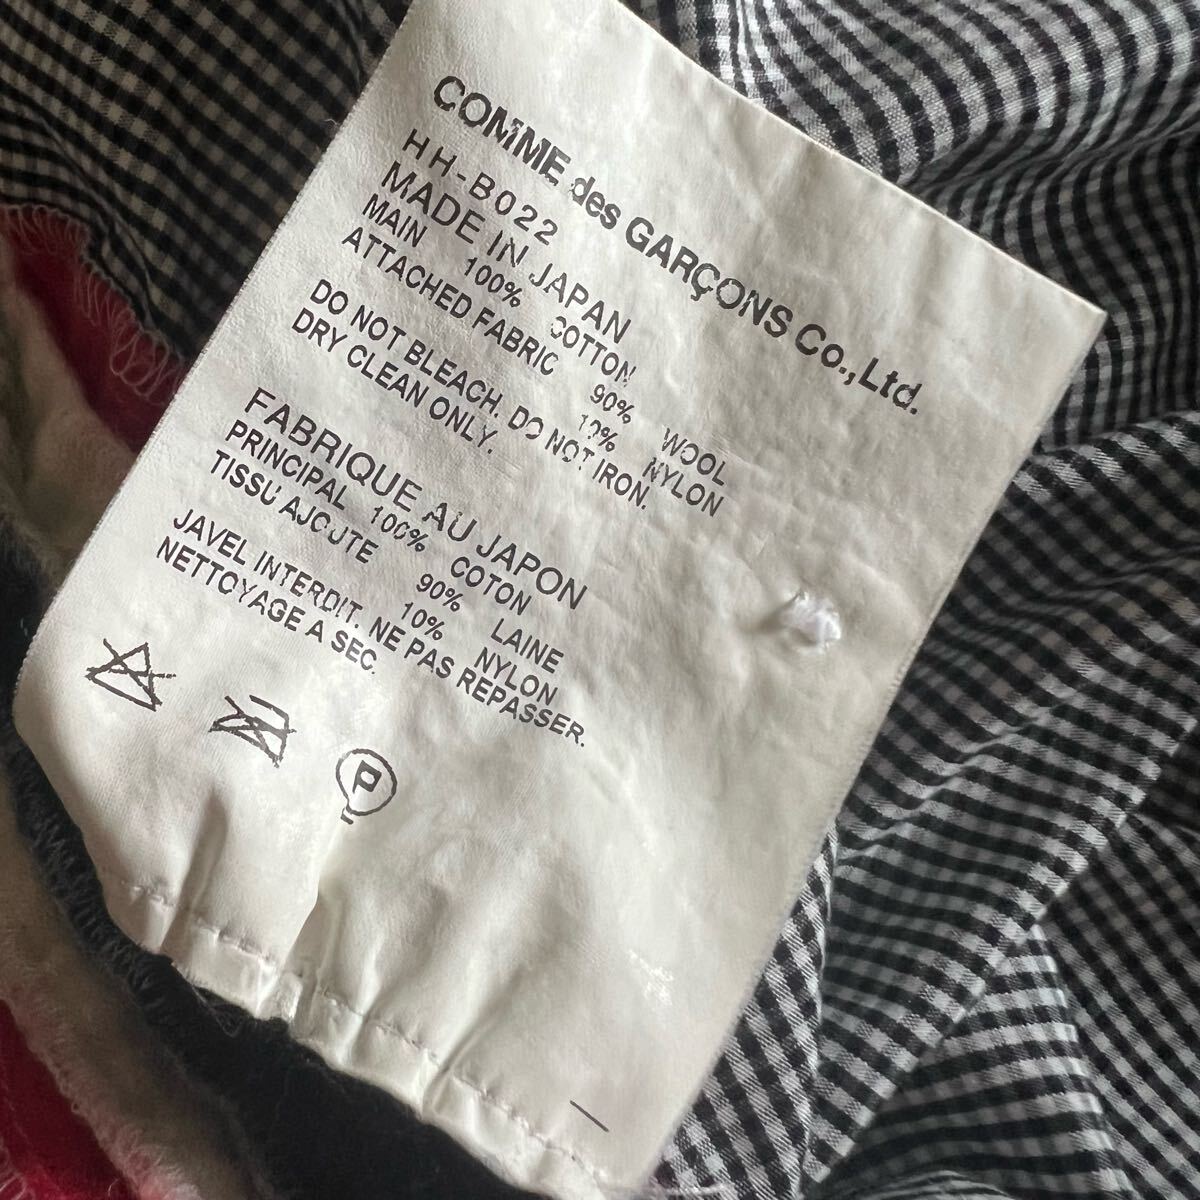 COMME des GARÇONS Co.,Ltd.
HH-B022
MADE IN JAPAN
MAIN 100% COTTON
ATTACHED FABRIC 90% WOOL
10% NYLON
DO NOT BLEACH. DO NOT IRON.
DRY CLEAN ONLY.
FABRIQUE AU JAPON
PRINCIPAL 100% COTON
TISSU AJOUTE 90% LAINE
10% NYLON
JAVEL INTERDIT. NE PAS REPASSER.
NETTOYAGE A SEC.
P